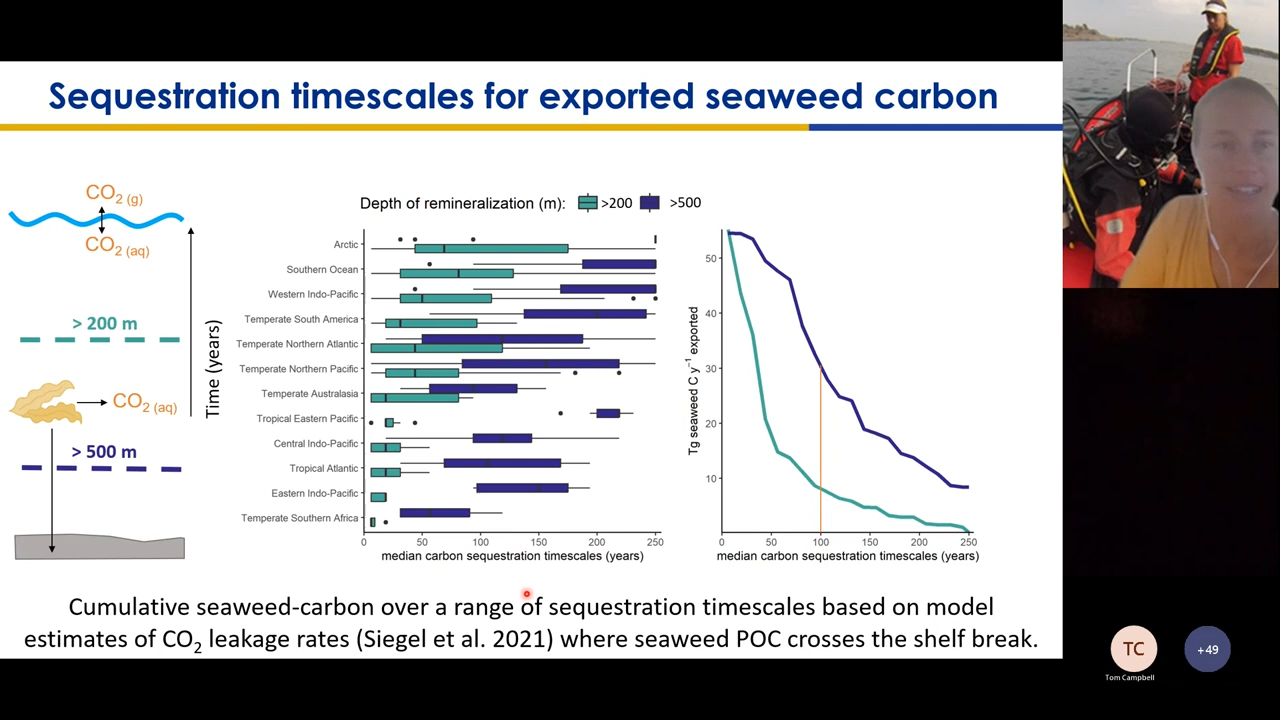 Sequestration timescales for exported seaweed carbon
CO2 (g)
CO2 (aq)
> 200 m
CO2 (aq)
> 500 m
Time (years)
Depth of remineralization (m): >200 >500
Arctic
Southern Ocean
Western Indo-Pacific
Temperate South America
Temperate Northern Atlantic
Temperate Northern Pacific
Temperate Australasia
Tropical Eastern Pacific
Central Indo-Pacific
Tropical Atlantic
Eastern Indo-Pacific
Temperate Southern Africa
0 50 100 150 200 250
median carbon sequestration timescales (years)
Tg seaweed C y⁻¹ exported
50
40
30
20
10
0 50 100 150 200 250
median carbon sequestration timescales (years)
Cumulative seaweed-carbon over a range of sequestration timescales based on model
estimates of CO2 leakage rates (Siegel et al. 2021) where seaweed POC crosses the shelf break.
TC
+49
Tom Campbell